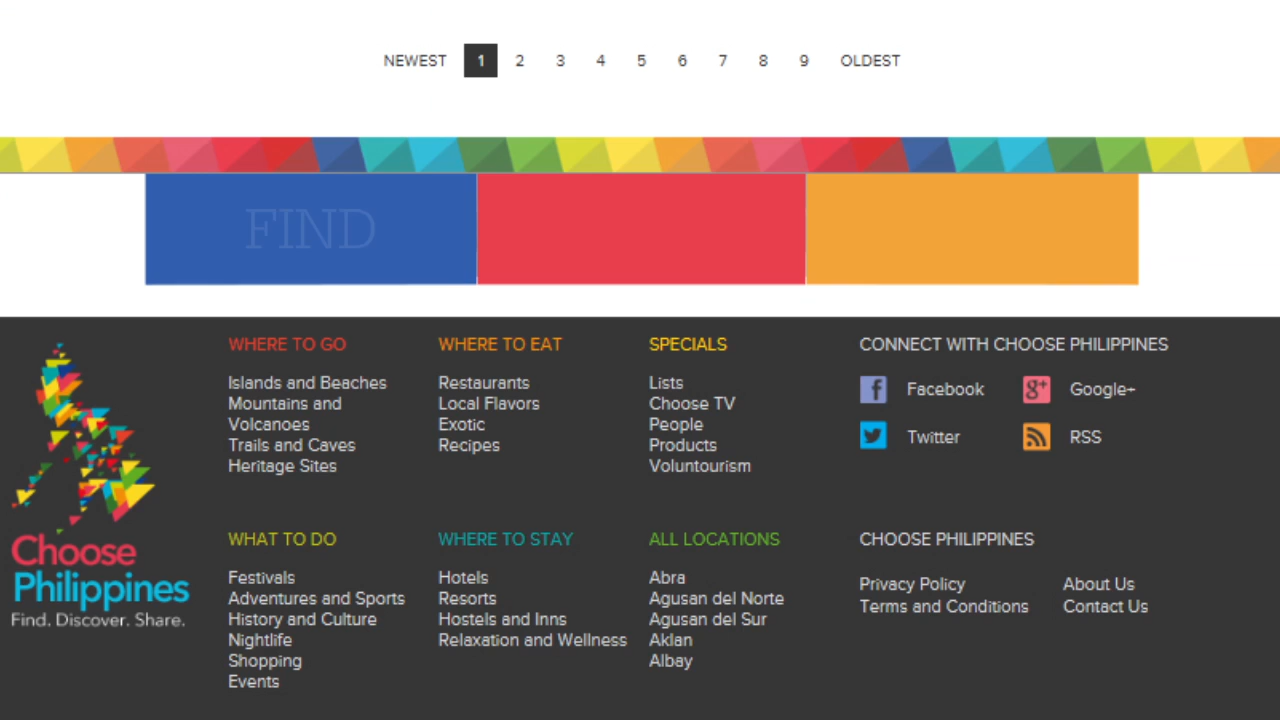 NEWEST 1 2 3 4 5 6 7 8 9 OLDEST
FIND
WHERE TO GO
Islands and Beaches
Mountains and
Volcanoes
Trails and Caves
Heritage Sites
WHERE TO EAT
Restaurants
Local Flavors
Exotic
Recipes
SPECIALS
Lists
Choose TV
People
Products
Voluntourism
CONNECT WITH CHOOSE PHILIPPINES
f Facebook
g+ Google+
Twitter
RSS
Choose
Philippines
Find. Discover. Share.
WHAT TO DO
Festivals
Adventures and Sports
History and Culture
Nightlife
Shopping
Events
WHERE TO STAY
Hotels
Resorts
Hostels and Inns
Relaxation and Wellness
ALL LOCATIONS
Abra
Agusan del Norte
Agusan del Sur
Aklan
Albay
CHOOSE PHILIPPINES
Privacy Policy
Terms and Conditions
About Us
Contact Us